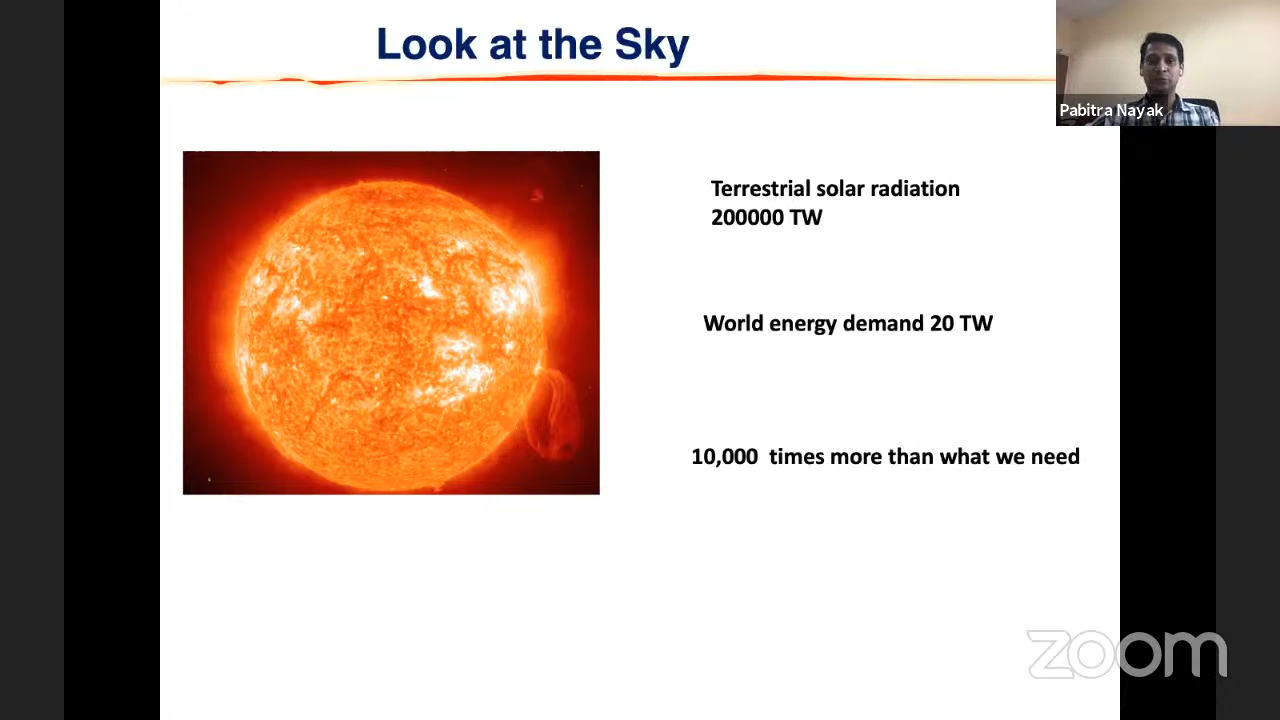 Look at the Sky
Pabitra Nayak
Terrestrial solar radiation
200000 TW
World energy demand 20 TW
10,000  times more than what we need
zoom